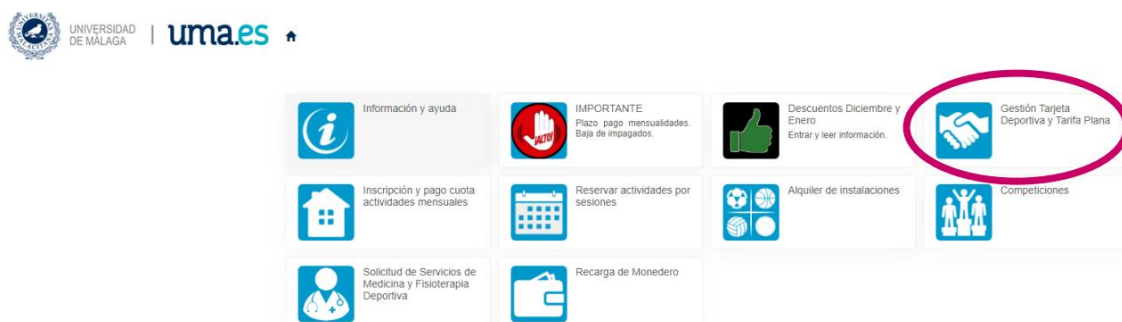 UNIVERSIDAD
DE MÁLAGA
| uma.es
Información y ayuda
IMPORTANTE
Plazo pago mensualidades.
Baja de impagados.
¡ALTO!
Descuentos Diciembre y
Enero
Entrar y leer información.
Gestión Tarjeta
Deportiva y Tarifa Plana
Inscripción y pago cuota
actividades mensuales
Reservar actividades por
sesiones
Alquiler de instalaciones
Competiciones
Solicitud de Servicios de
Medicina y Fisioterapia
Deportiva
Recarga de Monedero